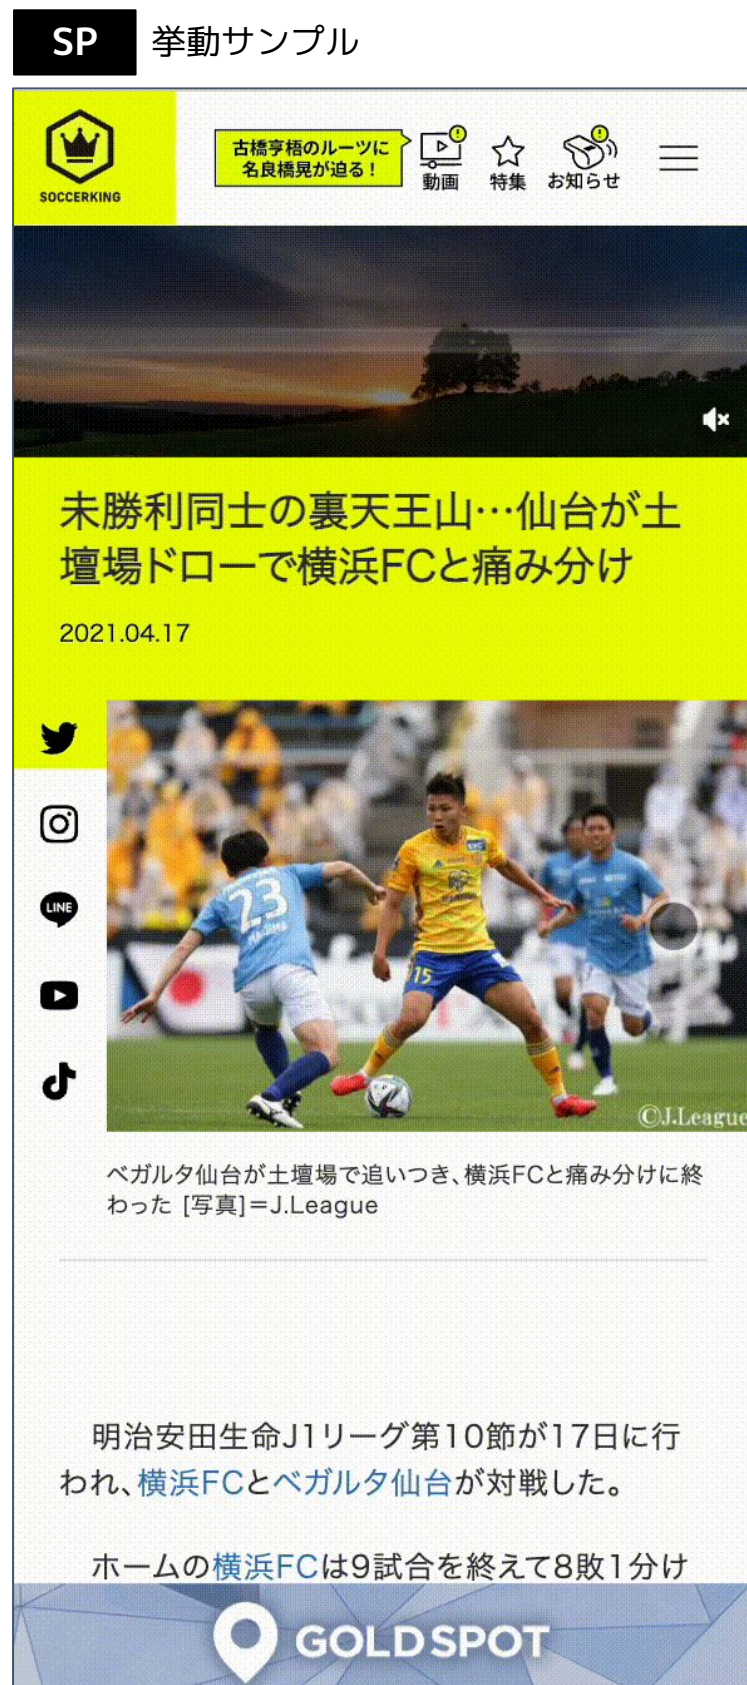 SP 挙動サンプル
SOCCERKING
古橋亨梧のルーツに
名良橋晃が迫る！
動画 特集 お知らせ
未勝利同士の裏天王山…仙台が土
壇場ドローで横浜FCと痛み分け
2021.04.17
23
15
LINE
©J.League
ベガルタ仙台が土壇場で追いつき、横浜FCと痛み分けに終
わった [写真]＝J.League
明治安田生命J1リーグ第10節が17日に行
われ、横浜FCとベガルタ仙台が対戦した。
ホームの横浜FCは9試合を終えて8敗1分け
GOLD SPOT